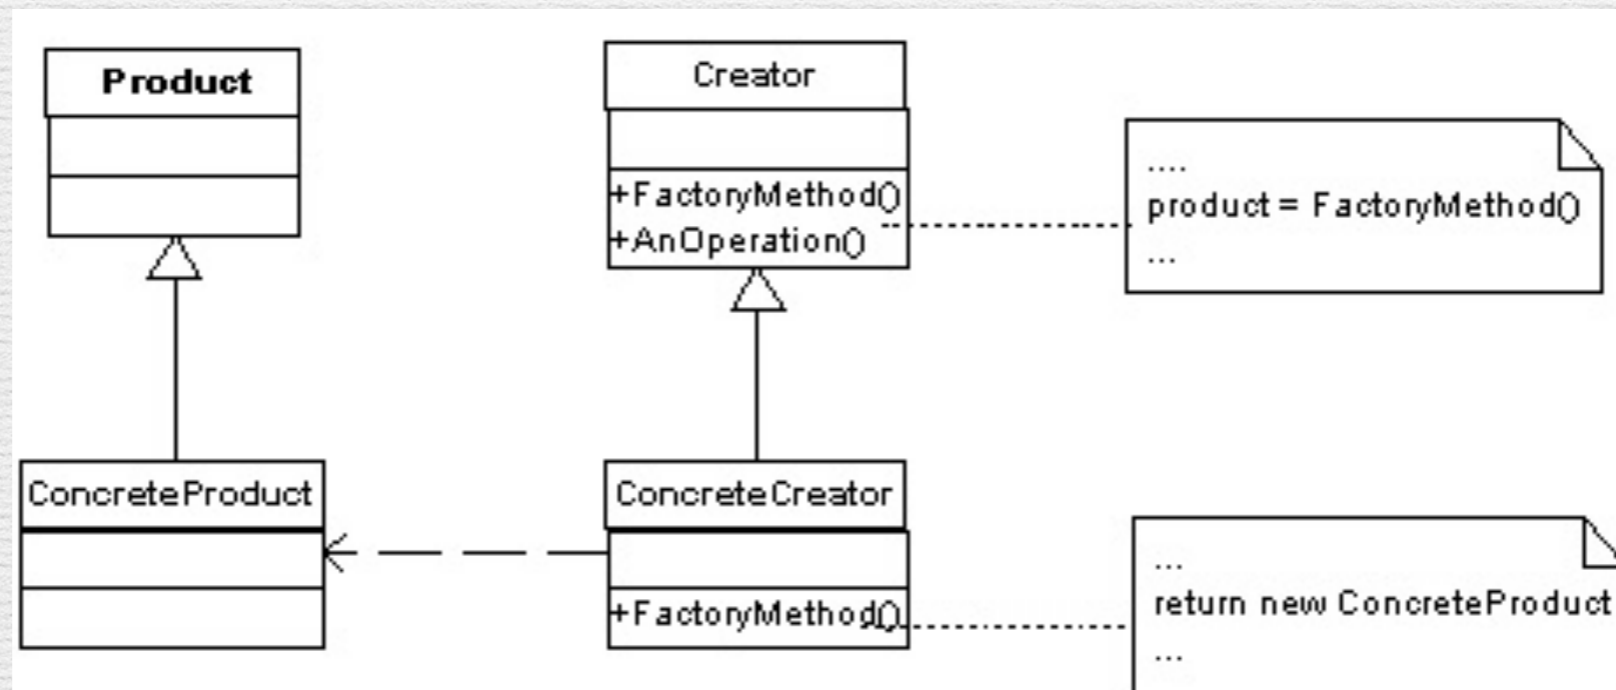 Product
Creator
+FactoryMethod()
+AnOperation()
....
product = FactoryMethod()
...
ConcreteProduct
ConcreteCreator
+FactoryMethod()
...
return new ConcreteProduct
...